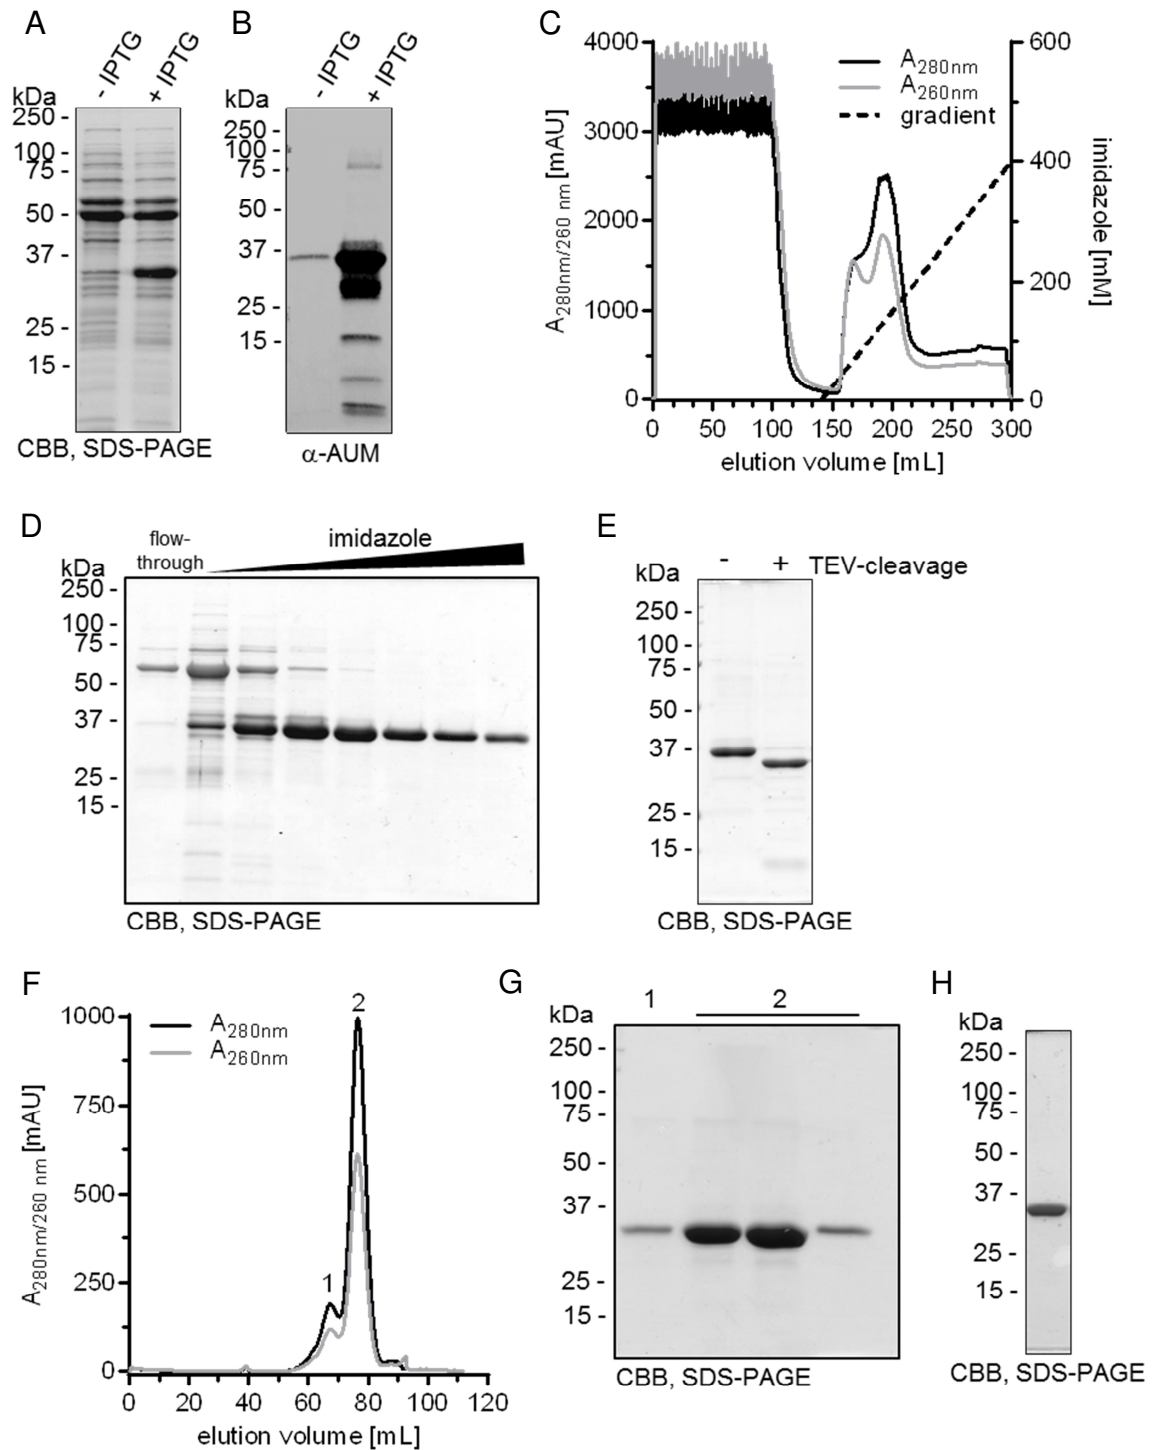 A
- IPTG
+ IPTG
kDa
250 -
100 -
75 -
50 -
37 -
25 -
15 -
CBB, SDS-PAGE
B
- IPTG
+ IPTG
kDa
250 -
100 -
75 -
50 -
37 -
25 -
15 -
α-AUM
C
A280nm
A260nm
gradient
A280nm/260 nm [mAU]
4000
3000
2000
1000
0
600
400
200
0
imidazole [mM]
0 50 100 150 200 250 300
elution volume [mL]
D
flow-
through
imidazole
kDa
250 -
100 -
75 -
50 -
37 -
25 -
15 -
CBB, SDS-PAGE
E
- + TEV-cleavage
kDa
250 -
100 -
75 -
50 -
37 -
25 -
15 -
CBB, SDS-PAGE
F
A280nm
A260nm
A280nm/260 nm [mAU]
1000
750
500
250
0
1
2
0 20 40 60 80 100 120
elution volume [mL]
G
1 2
kDa
250 -
100 -
75 -
50 -
37 -
25 -
15 -
CBB, SDS-PAGE
H
kDa
250 -
100 -
75 -
50 -
37 -
25 -
15 -
CBB, SDS-PAGE